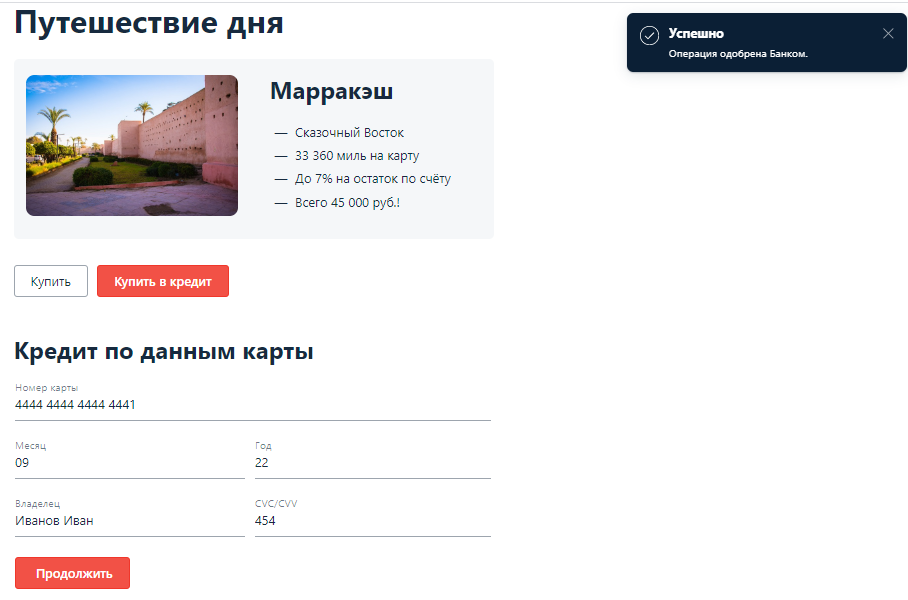 Путешествие дня
Успешно
Операция одобрена Банком.
Марракэш
— Сказочный Восток
— 33 360 миль на карту
— До 7% на остаток по счёту
— Всего 45 000 руб.!
Купить
Купить в кредит
Кредит по данным карты
Номер карты
4444 4444 4444 4441
Месяц
Год
09
22
Владелец
CVC/CVV
Иванов Иван
454
Продолжить